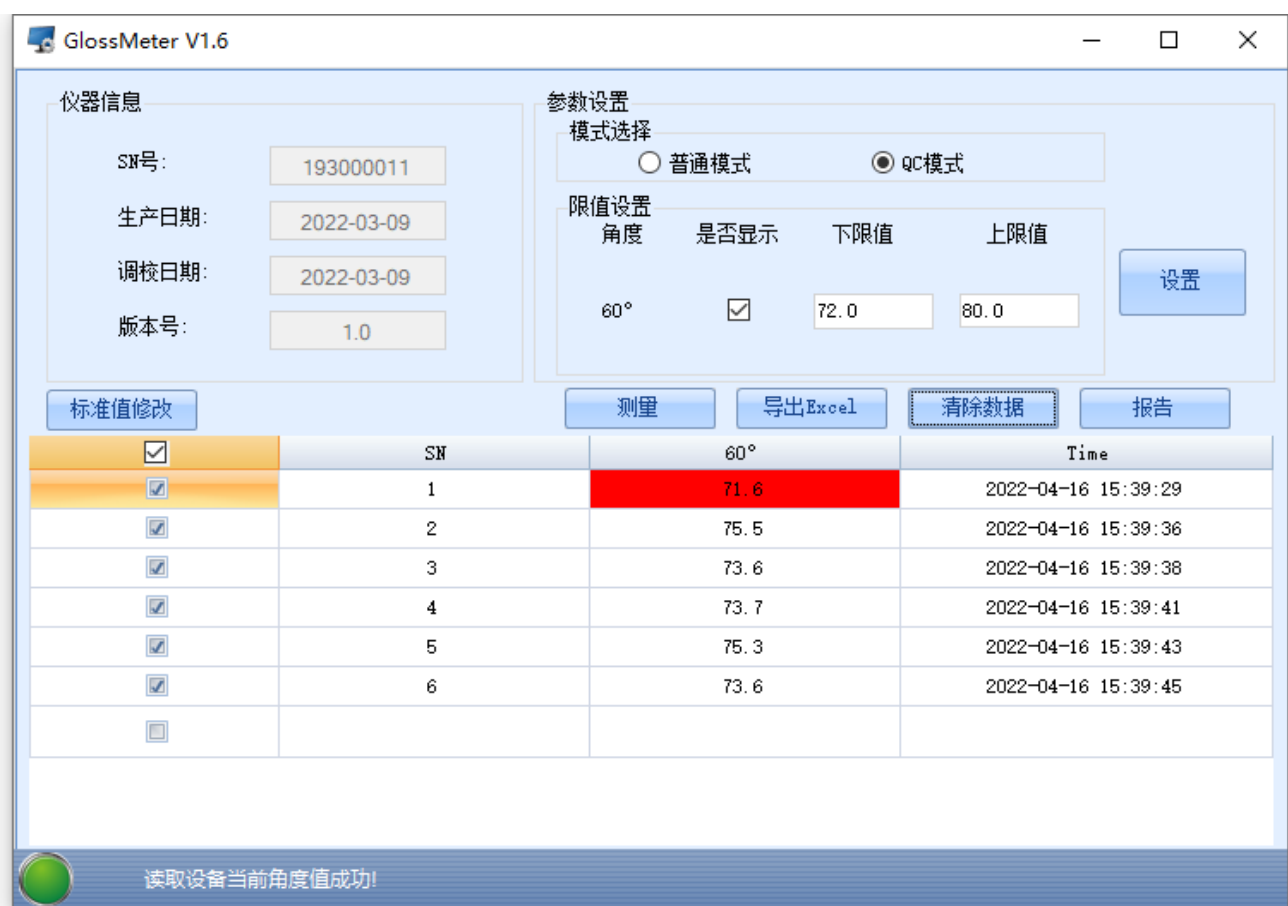 GlossMeter V1.6
仪器信息
SN号:
193000011
生产日期:
2022-03-09
调校日期:
2022-03-09
版本号:
1.0
参数设置
模式选择
普通模式 QC模式
限值设置
角度 是否显示 下限值 上限值
60° 72.0 80.0
设置
标准值修改 测量 导出Excel 清除数据 报告
SN 60° Time
1 71.6 2022-04-16 15:39:29
2 75.5 2022-04-16 15:39:36
3 73.6 2022-04-16 15:39:38
4 73.7 2022-04-16 15:39:41
5 75.3 2022-04-16 15:39:43
6 73.6 2022-04-16 15:39:45
读取设备当前角度值成功!